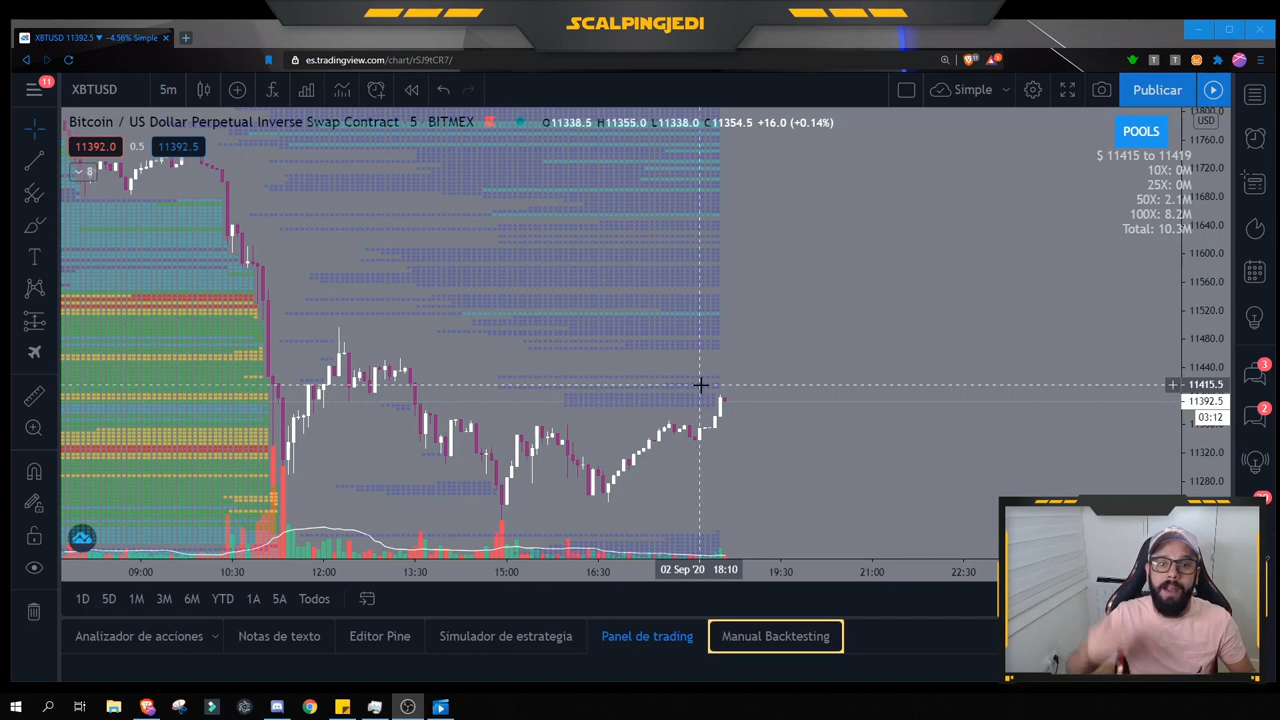 SCALPINGJEDI
XBTUSD 11392.5 ▼ −4.56% Simple
es.tradingview.com/chart/rSJ9tCR7/
11
XBTUSD 5m Simple Publicar
Bitcoin / US Dollar Perpetual Inverse Swap Contract · 5 · BITMEX O11338.5 H11355.0 L11338.0 C11354.5 +16.0 (+0.14%)
11392.0 0.5 11392.5
8
POOLS
$ 11415 to 11419
10X: 0M
25X: 0M
50X: 2.1M
100X: 8.2M
Total: 10.3M
USD
11760.0
11720.0
11680.0
11640.0
11600.0
11560.0
11520.0
11480.0
11440.0
11415.5
11392.5
03:12
11320.0
11280.0
3
2
09:00 10:30 12:00 13:30 15:00 16:30 02 Sep '20 18:10 19:30 21:00 22:30
1D 5D 1M 3M 6M YTD 1A 5A Todos
Analizador de acciones Notas de texto Editor Pine Simulador de estrategia Panel de trading Manual Backtesting